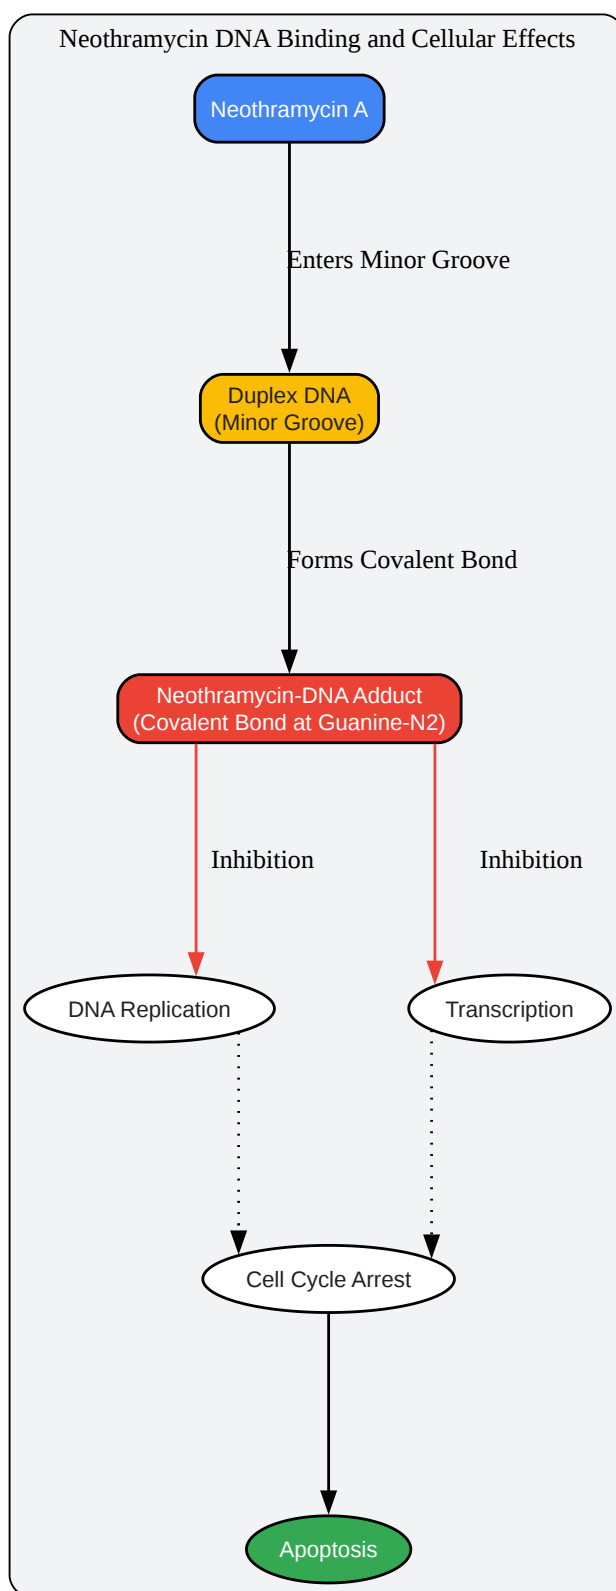 Neothramycin DNA Binding and Cellular Effects
Neothramycin A
Enters Minor Groove
Duplex DNA
(Minor Groove)
Forms Covalent Bond
Neothramycin-DNA Adduct
(Covalent Bond at Guanine-N2)
Inhibition
Inhibition
DNA Replication
Transcription
Cell Cycle Arrest
Apoptosis